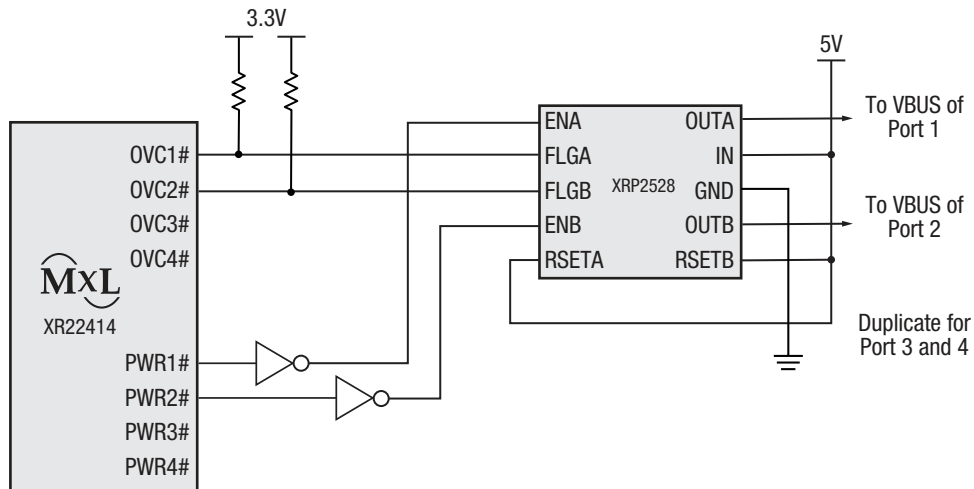 3.3V
5V
OVC1#
OVC2#
OVC3#
OVC4#
MxL
XR22414
PWR1#
PWR2#
PWR3#
PWR4#
ENA
FLGA
FLGB
ENB
RSETA
XRP2528
OUTA
IN
GND
OUTB
RSETB
To VBUS of
Port 1
To VBUS of
Port 2
Duplicate for
Port 3 and 4